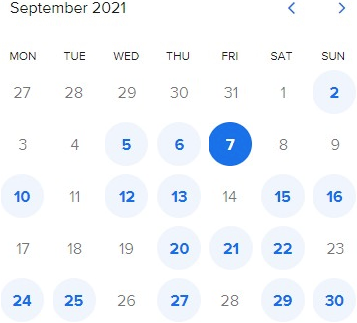 September 2021 < >
MON TUE WED THU FRI SAT SUN
27 28 29 30 31 1 2
3 4 5 6 7 8 9
10 11 12 13 14 15 16
17 18 19 20 21 22 23
24 25 26 27 28 29 30